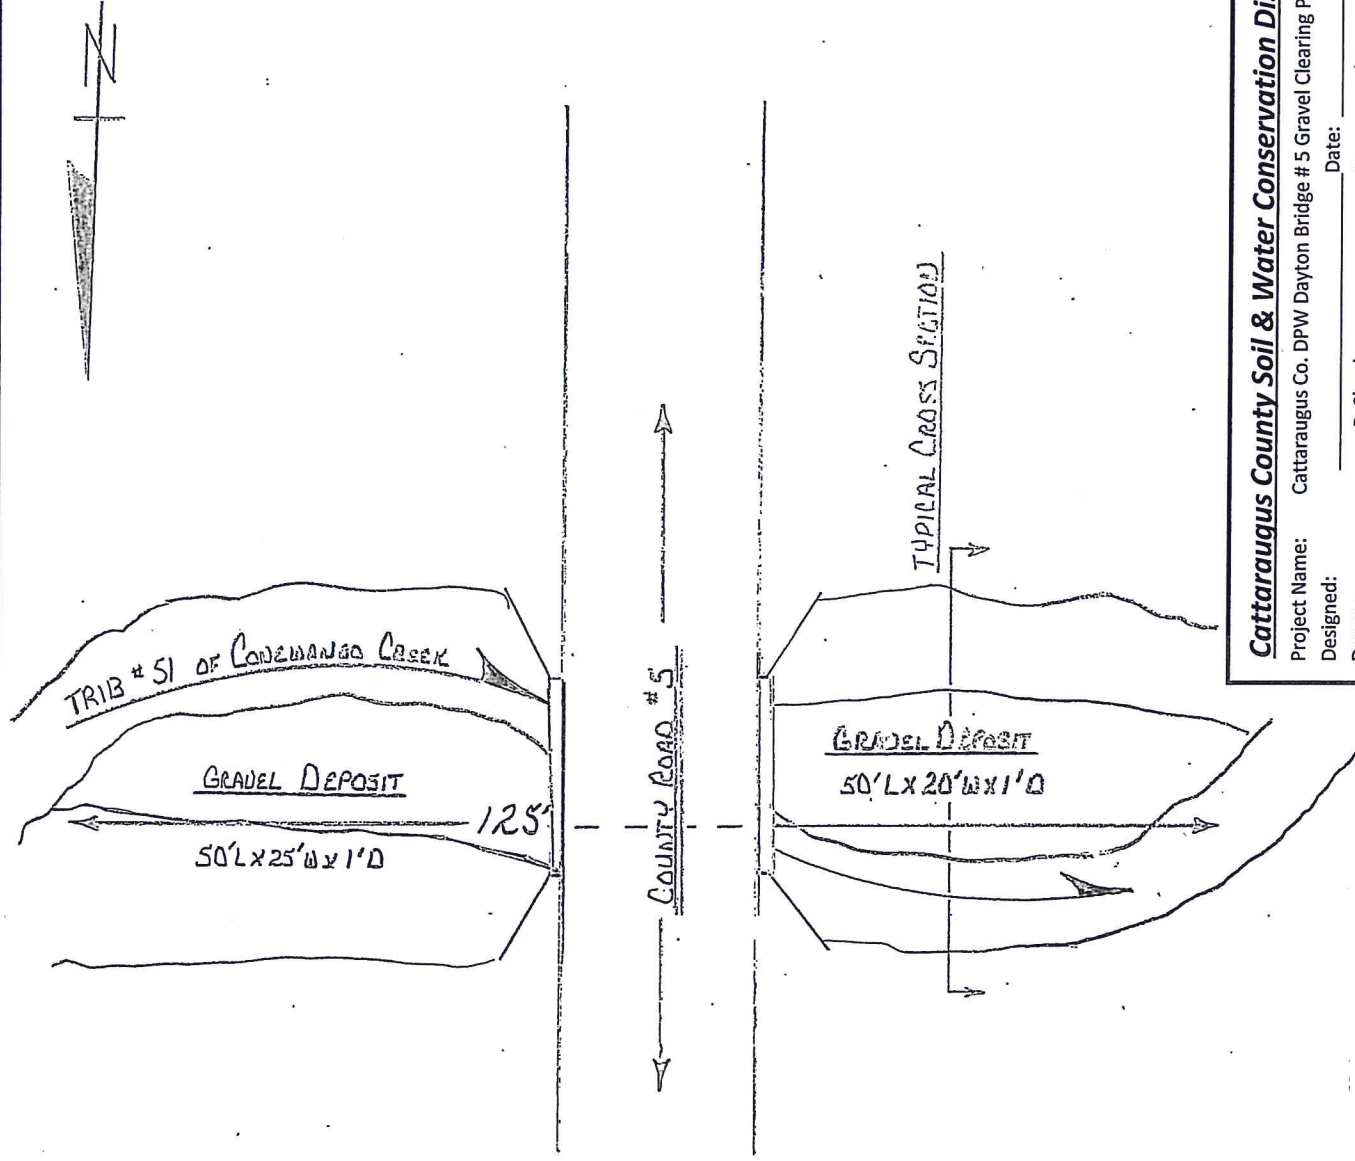 N
TYPICAL CROSS SECTION
TRIB #51 OF CONEWANGO CREEK
GRAVEL DEPOSIT
125'
50'L X 25'W X 1'D
COUNTY ROAD #5
GRAVEL DEPOSIT
50'L X 20'W X 1'D
Cattaraugus County Soil & Water Conservation Di
Project Name: Cattaraugus Co. DPW Dayton Bridge # 5 Gravel Clearing P
Designed: Date: